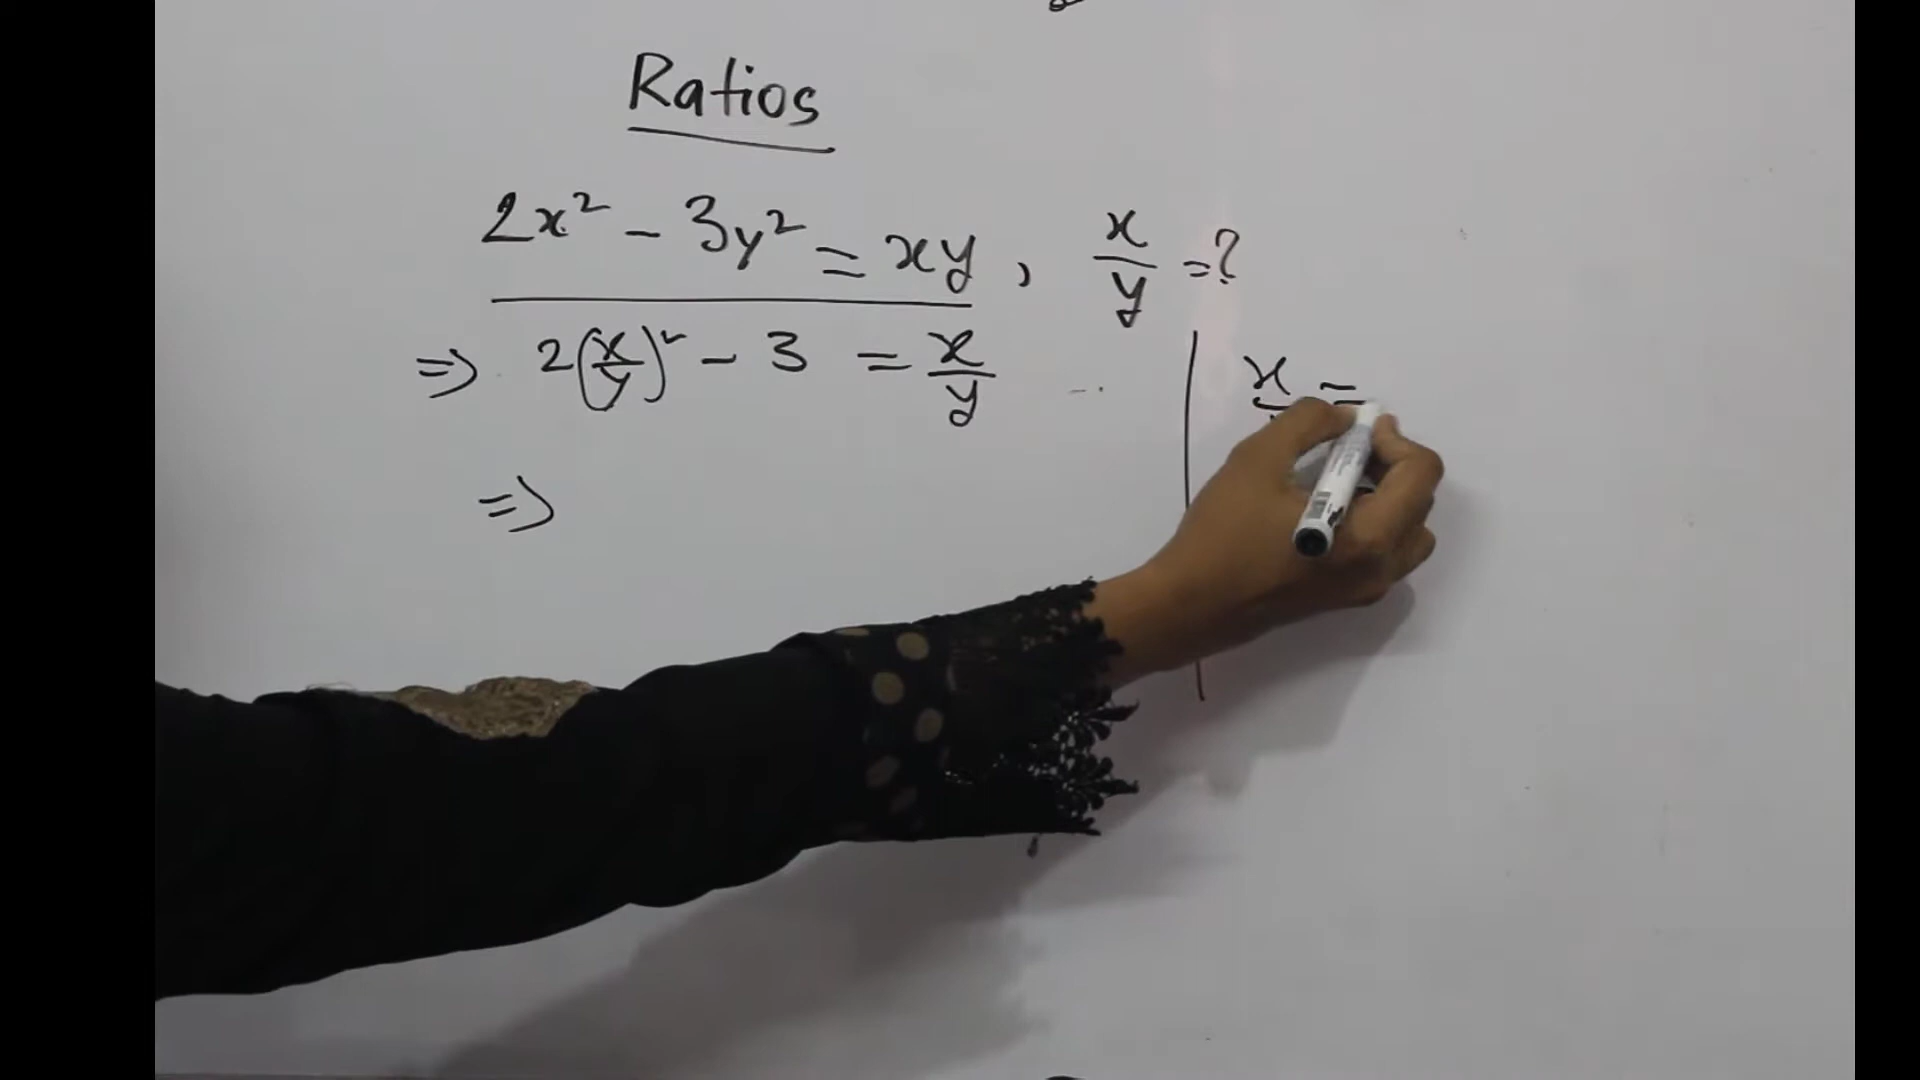 Ratios
2x² - 3y² = xy , x/y = ?
⇒ 2(x/y)² - 3 = x/y
x/ =
⇒